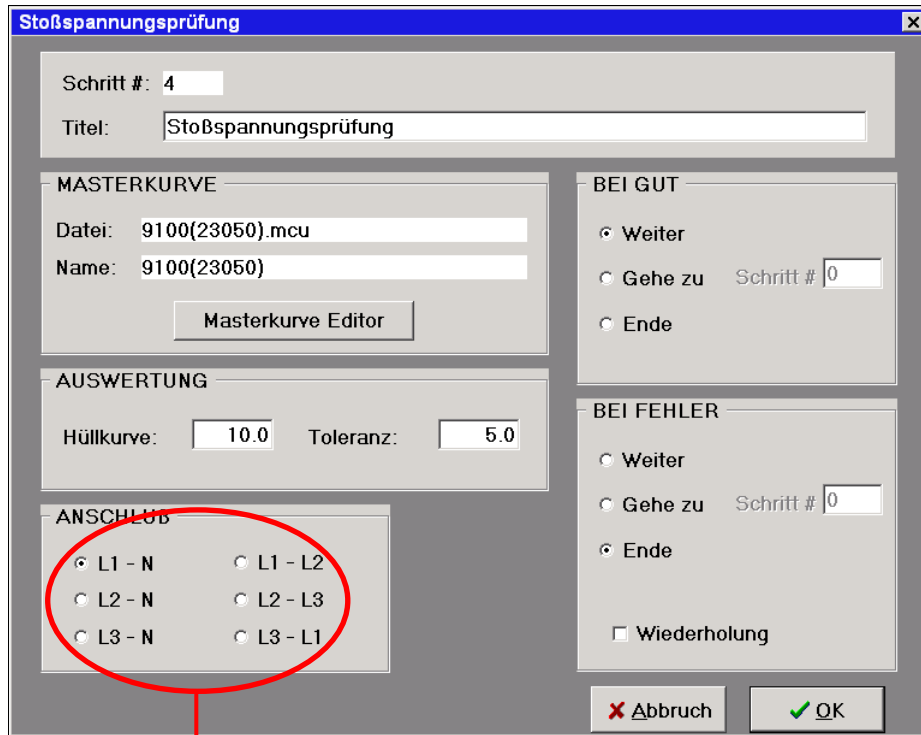 Stoßspannungsprüfung
Schritt #: 4
Titel: Stoßspannungsprüfung
MASTERKURVE
Datei: 9100(23050).mcu
Name: 9100(23050)
Masterkurve Editor
AUSWERTUNG
Hüllkurve: 10.0 Toleranz: 5.0
ANSCHLUß
L1 - N L1 - L2
L2 - N L2 - L3
L3 - N L3 - L1
BEI GUT
Weiter
Gehe zu Schritt # 0
Ende
BEI FEHLER
Weiter
Gehe zu Schritt # 0
Ende
Wiederholung
Abbruch OK